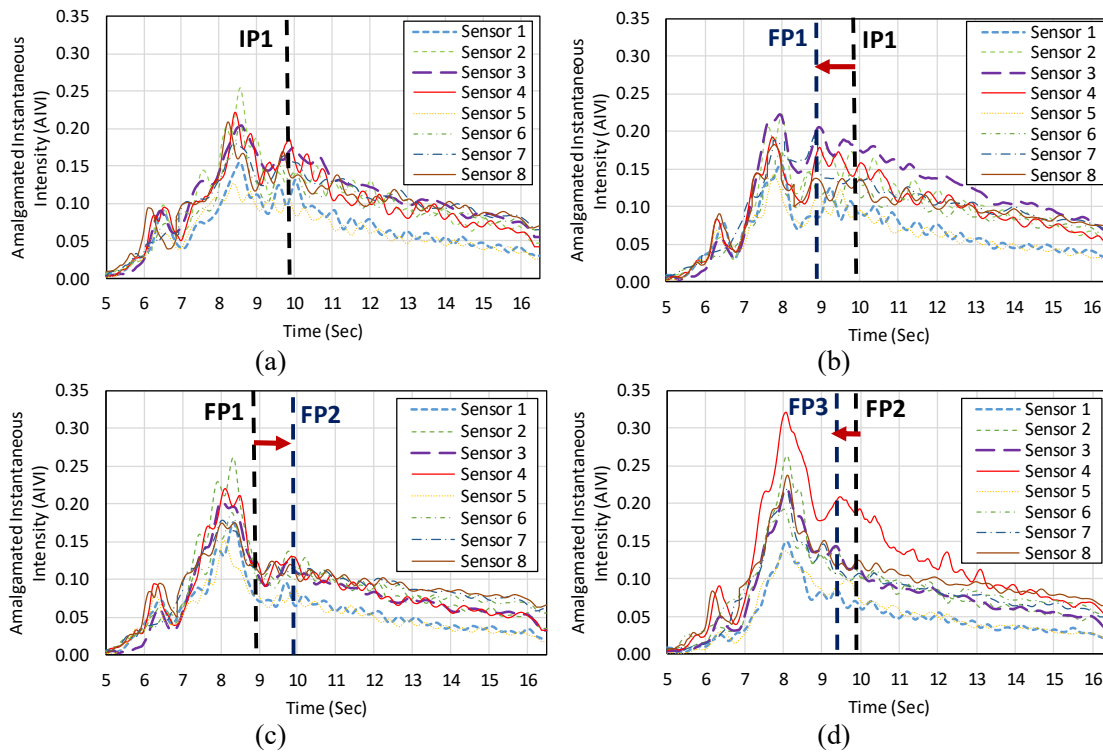 Amalgamated Instantaneous
Intensity (AIVI)
0.35
0.30
0.25
0.20
0.15
0.10
0.05
0.00
IP1
Sensor 1
Sensor 2
Sensor 3
Sensor 4
Sensor 5
Sensor 6
Sensor 7
Sensor 8
5 6 7 8 9 10 11 12 13 14 15 16
Time (Sec)
(a)
Amalgamated Instantaneous
Intensity (AIVI)
0.35
0.30
0.25
0.20
0.15
0.10
0.05
0.00
FP1 IP1
Sensor 1
Sensor 2
Sensor 3
Sensor 4
Sensor 5
Sensor 6
Sensor 7
Sensor 8
5 6 7 8 9 10 11 12 13 14 15 16
Time (Sec)
(b)
Amalgamated Instantaneous
Intensity (AIVI)
0.35
0.30
0.25
0.20
0.15
0.10
0.05
0.00
FP1 FP2
Sensor 1
Sensor 2
Sensor 3
Sensor 4
Sensor 5
Sensor 6
Sensor 7
Sensor 8
5 6 7 8 9 10 11 12 13 14 15 16
Time (Sec)
(c)
Amalgamated Instantaneous
Intensity (AIVI)
0.35
0.30
0.25
0.20
0.15
0.10
0.05
0.00
FP3 FP2
Sensor 1
Sensor 2
Sensor 3
Sensor 4
Sensor 5
Sensor 6
Sensor 7
Sensor 8
5 6 7 8 9 10 11 12 13 14 15 16
Time (Sec)
(d)